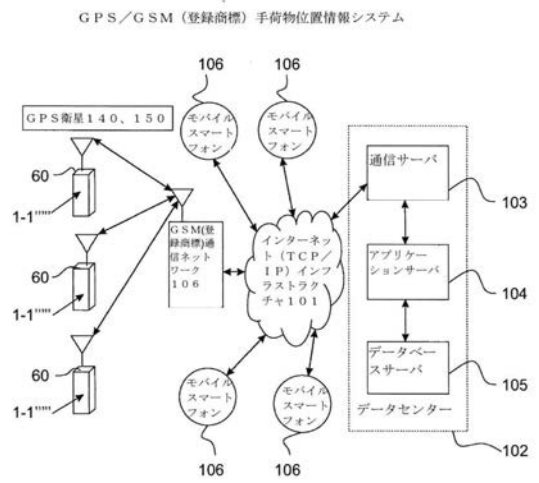 GPS/GSM(登録商標)手荷物位置情報システム
106
106
GPS衛星140、150
モバイル
スマート
フォン
モバイル
スマート
フォン
60
1-1"""
GSM(登
録商標)通
信ネット
ワーク
106
インターネッ
ト(TCP/
IP)インフ
ラストラク
チャ101
通信サーバ
103
60
1-1"""
アプリケー
ションサーバ
104
60
1-1"""
データベー
スサーバ
105
データセンター
102
モバイル
スマート
フォン
モバイル
スマート
フォン
106
106